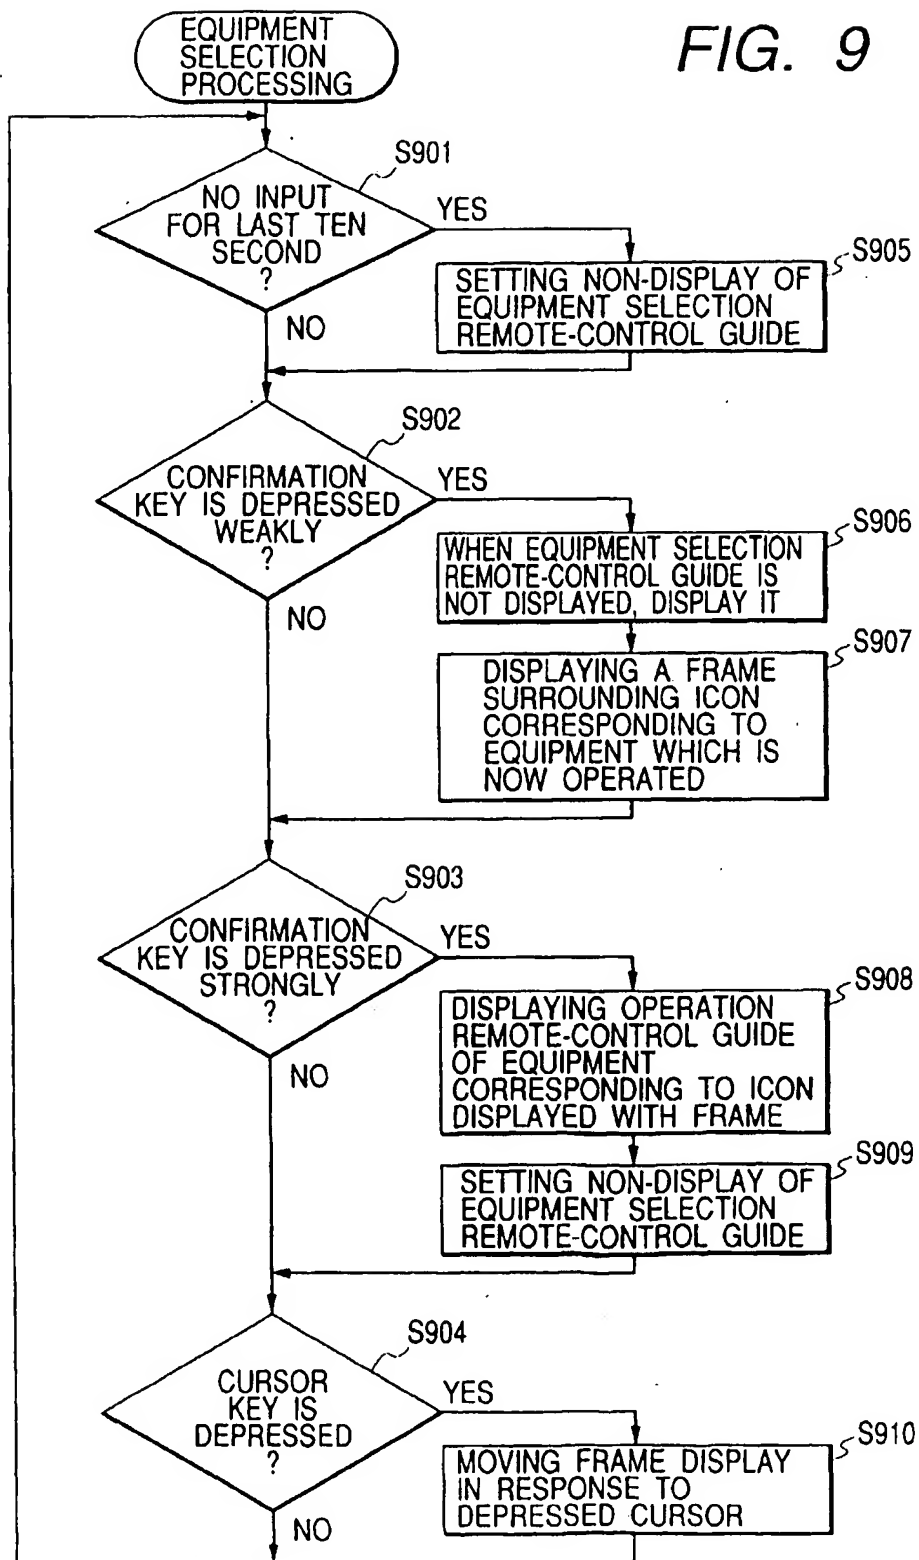 FIG. 9
EQUIPMENT
SELECTION
PROCESSING
S901
NO INPUT
FOR LAST TEN
SECOND
?
YES
NO
S905
SETTING NON-DISPLAY OF
EQUIPMENT SELECTION
REMOTE-CONTROL GUIDE
S902
CONFIRMATION
KEY IS DEPRESSED
WEAKLY
?
YES
NO
S906
WHEN EQUIPMENT SELECTION
REMOTE-CONTROL GUIDE IS
NOT DISPLAYED, DISPLAY IT
S907
DISPLAYING A FRAME
SURROUNDING ICON
CORRESPONDING TO
EQUIPMENT WHICH IS
NOW OPERATED
S903
CONFIRMATION
KEY IS DEPRESSED
STRONGLY
?
YES
NO
S908
DISPLAYING OPERATION
REMOTE-CONTROL GUIDE
OF EQUIPMENT
CORRESPONDING TO ICON
DISPLAYED WITH FRAME
S909
SETTING NON-DISPLAY OF
EQUIPMENT SELECTION
REMOTE-CONTROL GUIDE
S904
CURSOR
KEY IS
DEPRESSED
?
YES
NO
S910
MOVING FRAME DISPLAY
IN RESPONSE TO
DEPRESSED CURSOR